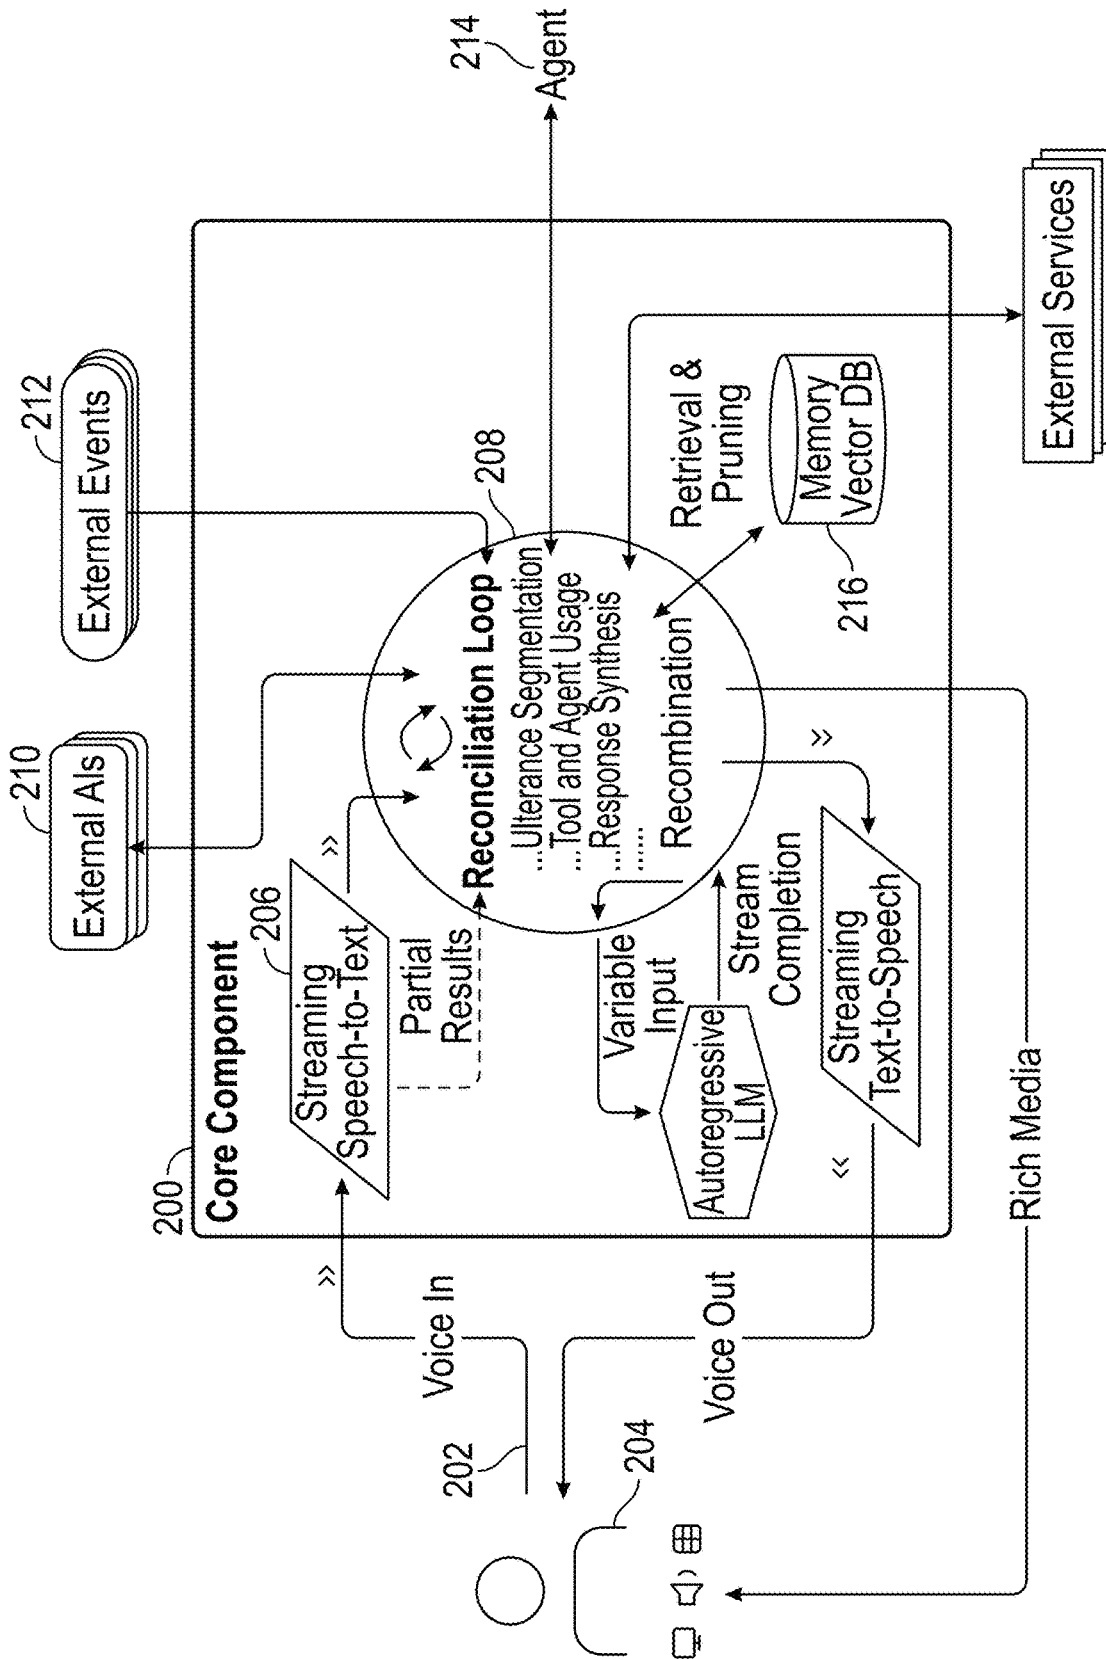 210
External AIs
212
External Events
214
Agent
200
Core Component
206
Streaming
Speech-to-Text
Partial
Results
208
Reconciliation Loop
...Ulterance Segmentation
...Tool and Agent Usage
...Response Synthesis
......
Recombination
Retrieval &
Pruning
Memory
Vector DB
216
Variable
Input
Autoregressive
LLM
Stream
Completion
Streaming
Text-to-Speech
Voice In
202
Voice Out
204
Rich Media
External Services